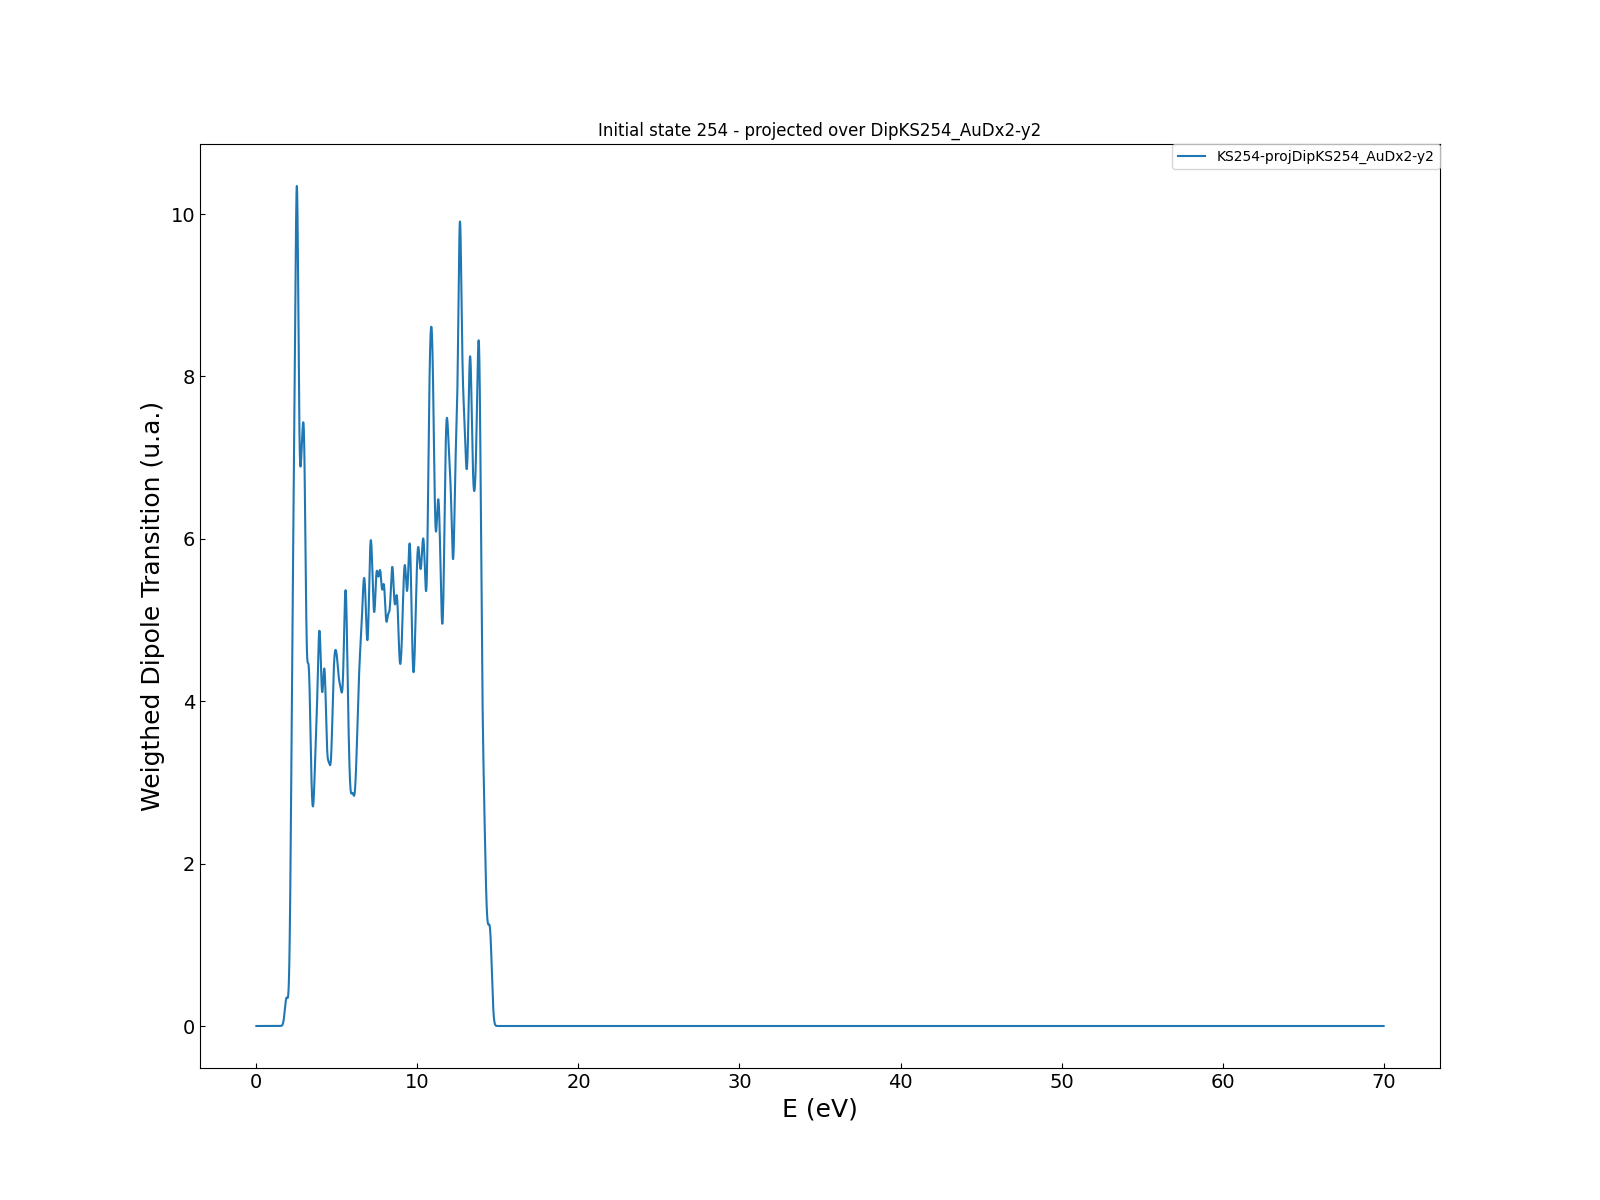 Initial state 254 - projected over DipKS254_AuDx2-y2
KS254-projDipKS254_AuDx2-y2
Weigthed Dipole Transition (u.a.)
10
8
6
4
2
0
0 10 20 30 40 50 60 70
E (eV)